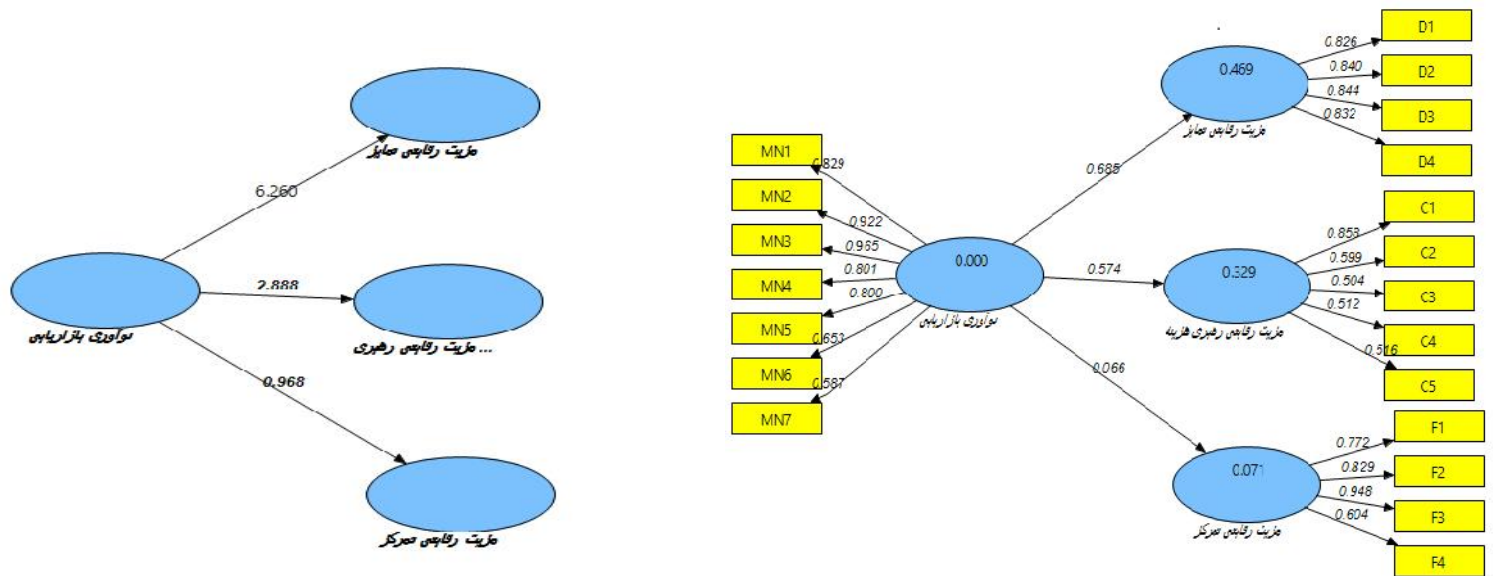 مزیت رقابتی تمایز
6.260
2.888
نوآوری بازاریابی
مزیت رقابتی رهبری ...
0.968
مزیت رقابتی تمرکز
MN1
MN2
MN3
MN4
MN5
MN6
MN7
0.829
0.922
0.965
0.801
0.800
0.653
0.587
0.000
نوآوری بازاریابی
0.685
0.574
0.066
0.469
مزیت رقابتی تمایز
0.826
0.840
0.844
0.832
D1
D2
D3
D4
0.329
مزیت رقابتی رهبری هزینه
0.853
0.599
0.504
0.512
0.516
C1
C2
C3
C4
C5
0.071
مزیت رقابتی تمرکز
0.772
0.829
0.948
0.604
F1
F2
F3
F4